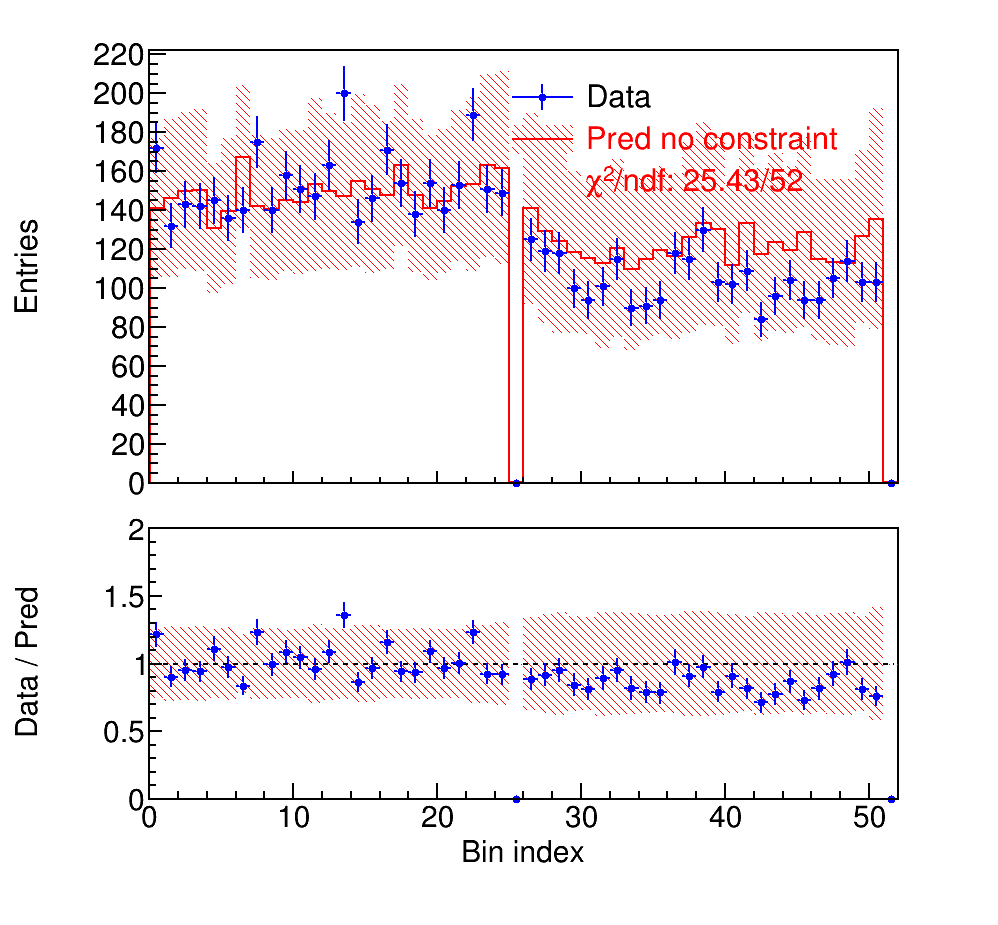 220
200
180
160
140
120
100
80
60
40
20
0
Entries
Data
Pred no constraint
χ²/ndf: 25.43/52
2
1.5
1
0.5
0
Data / Pred
0 10 20 30 40 50
Bin index